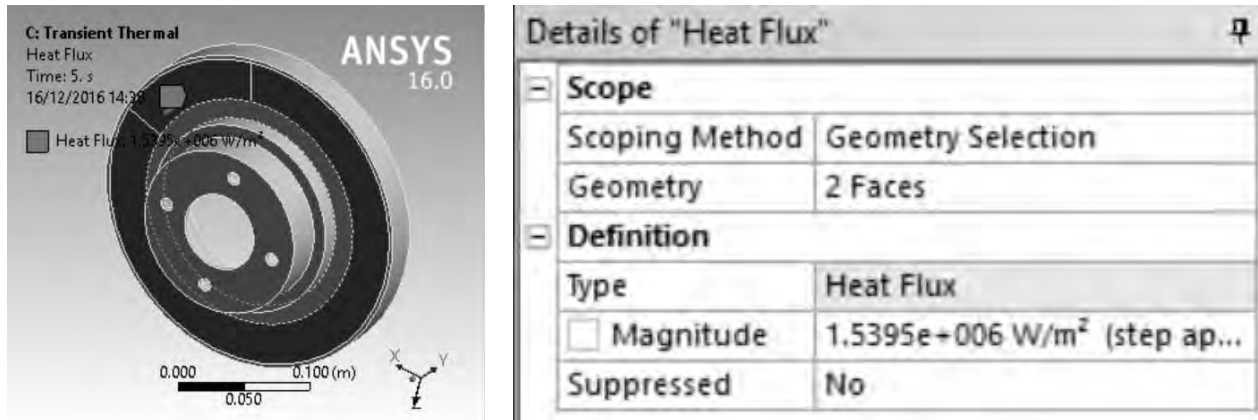 C: Transient Thermal
Heat Flux
Time: 5. s
16/12/2016 14:38
Heat Flux: 1.5395e+006 W/m²
ANSYS
16.0
0.000
0.100 (m)
0.050
X
Y
Z
Details of "Heat Flux"
Scope
Scoping Method Geometry Selection
Geometry 2 Faces
Definition
Type Heat Flux
Magnitude 1.5395e+006 W/m² (step ap...
Suppressed No